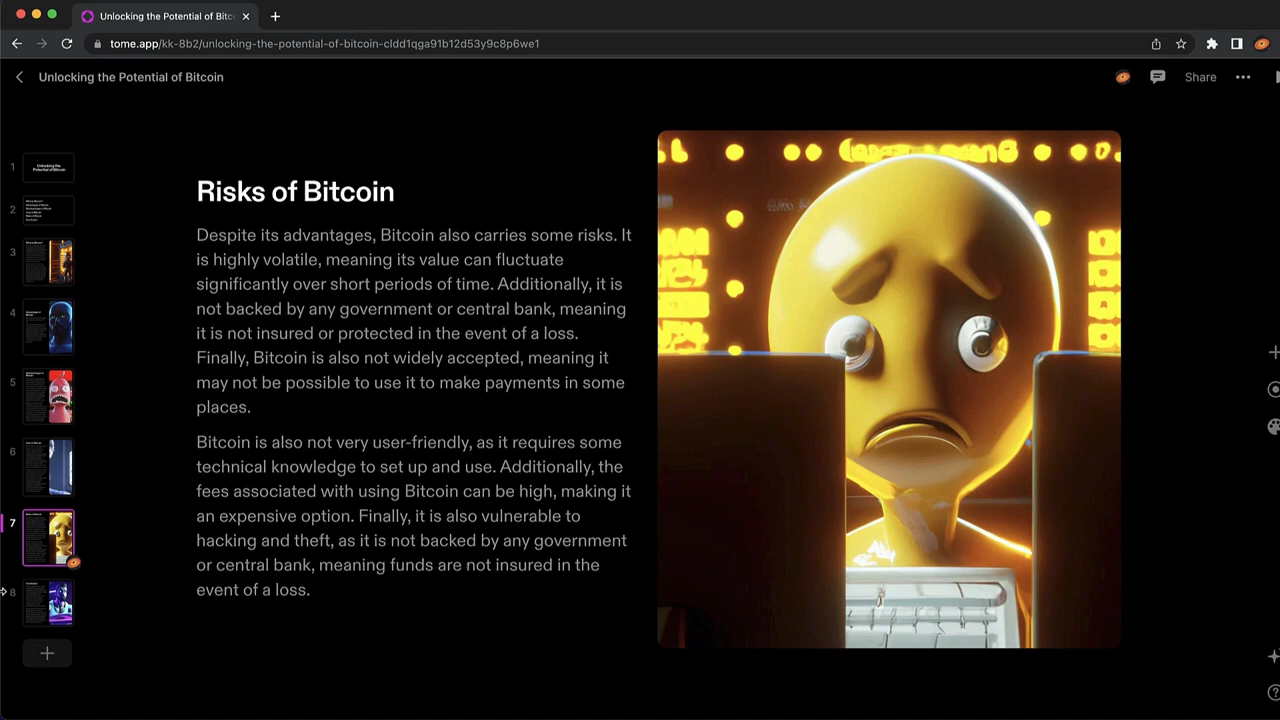 Unlocking the Potential of Bitc
tome.app/kk-8b2/unlocking-the-potential-of-bitcoin-cldd1qga91b12d53y9c8p6we1
Unlocking the Potential of Bitcoin
Share
1
Unlocking the
Potential of Bitcoin
2
3
4
5
6
7
8
Risks of Bitcoin
Despite its advantages, Bitcoin also carries some risks. It
is highly volatile, meaning its value can fluctuate
significantly over short periods of time. Additionally, it is
not backed by any government or central bank, meaning
it is not insured or protected in the event of a loss.
Finally, Bitcoin is also not widely accepted, meaning it
may not be possible to use it to make payments in some
places.
Bitcoin is also not very user-friendly, as it requires some
technical knowledge to set up and use. Additionally, the
fees associated with using Bitcoin can be high, making it
an expensive option. Finally, it is also vulnerable to
hacking and theft, as it is not backed by any government
or central bank, meaning funds are not insured in the
event of a loss.